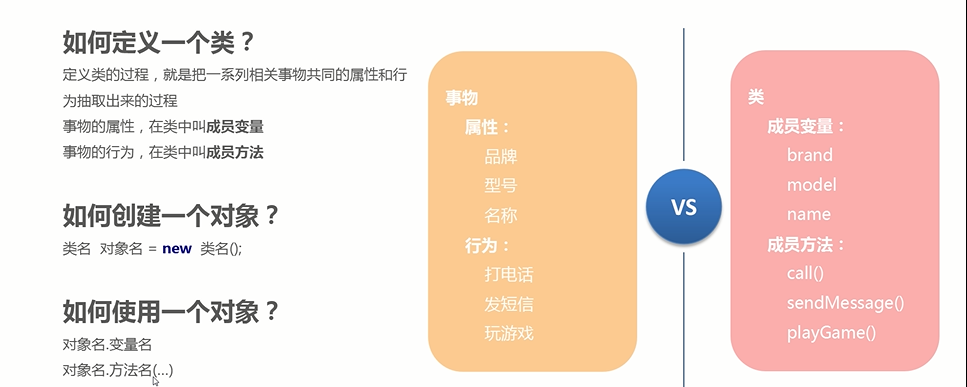 如何定义一个类？
定义类的过程，就是把一系列相关事物共同的属性和行
为抽取出来的过程
事物的属性，在类中叫成员变量
事物的行为，在类中叫成员方法
如何创建一个对象？
类名 对象名 = new 类名();
如何使用一个对象？
对象名.变量名
对象名.方法名(...)
事物
属性：
品牌
型号
名称
行为：
打电话
发短信
玩游戏
VS
类
成员变量：
brand
model
name
成员方法：
call()
sendMessage()
playGame()